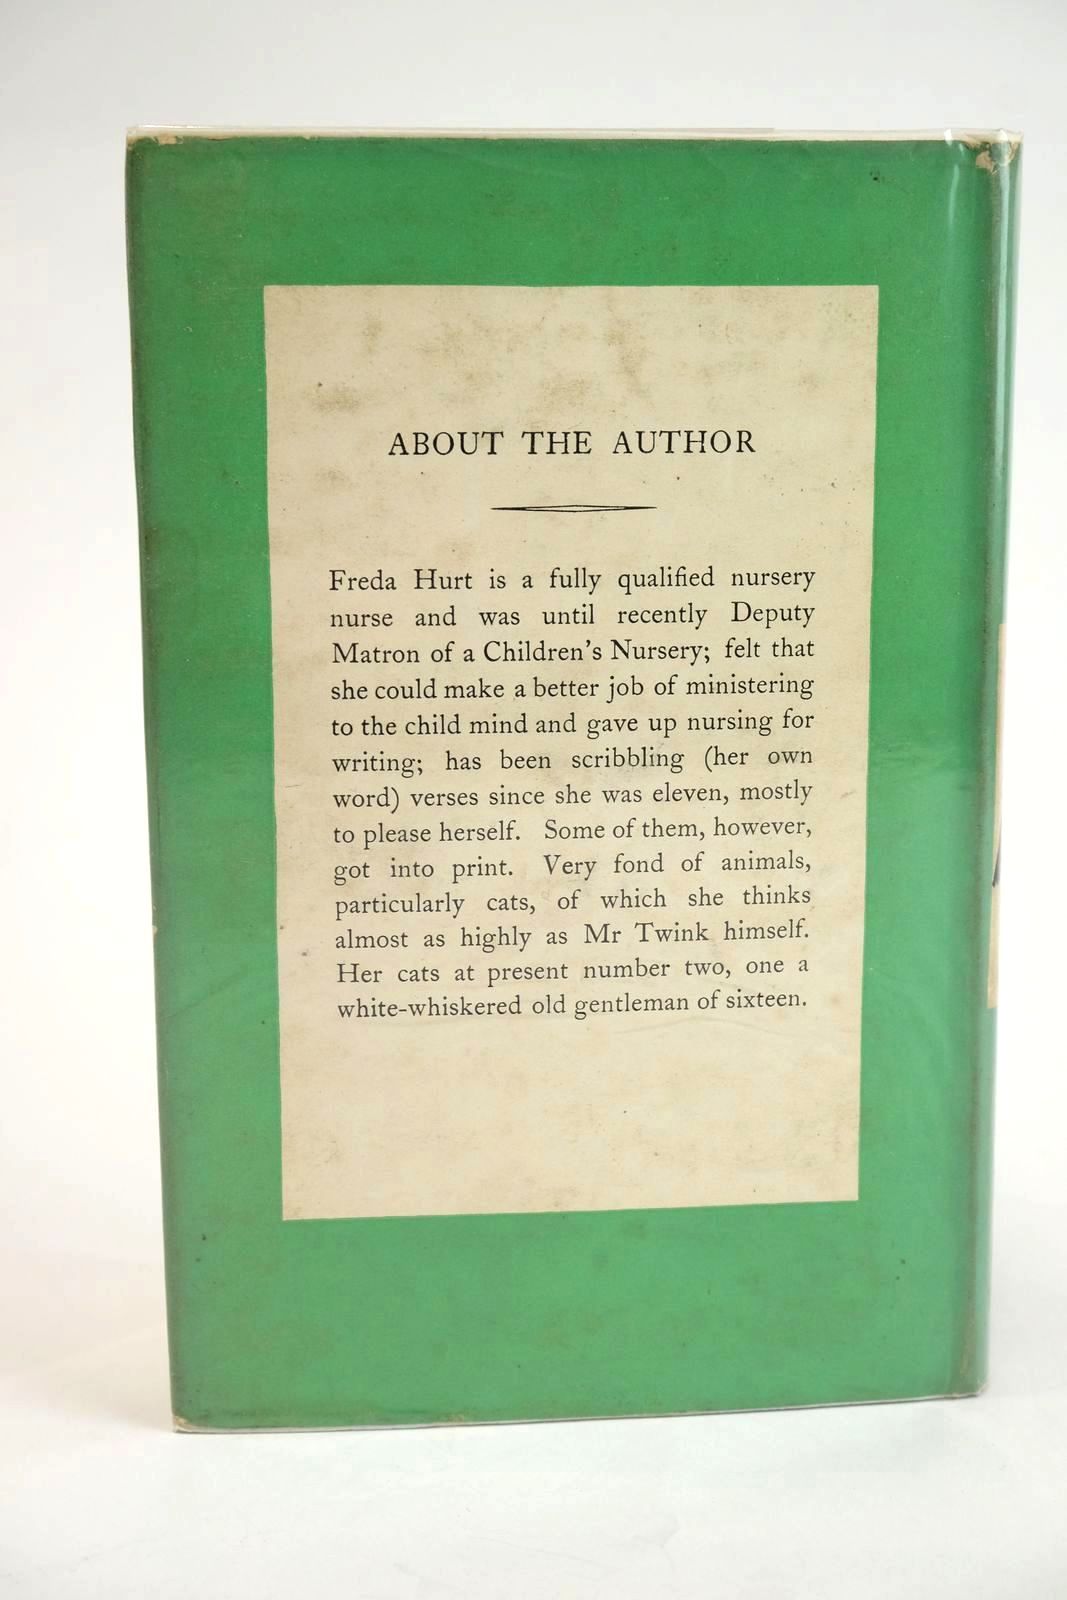 ABOUT THE AUTHOR
Freda Hurt is a fully qualified nursery
nurse and was until recently Deputy
Matron of a Children's Nursery; felt that
she could make a better job of ministering
to the child mind and gave up nursing for
writing; has been scribbling (her own
word) verses since she was eleven, mostly
to please herself. Some of them, however,
got into print. Very fond of animals,
particularly cats, of which she thinks
almost as highly as Mr Twink himself.
Her cats at present number two, one a
white-whiskered old gentleman of sixteen.